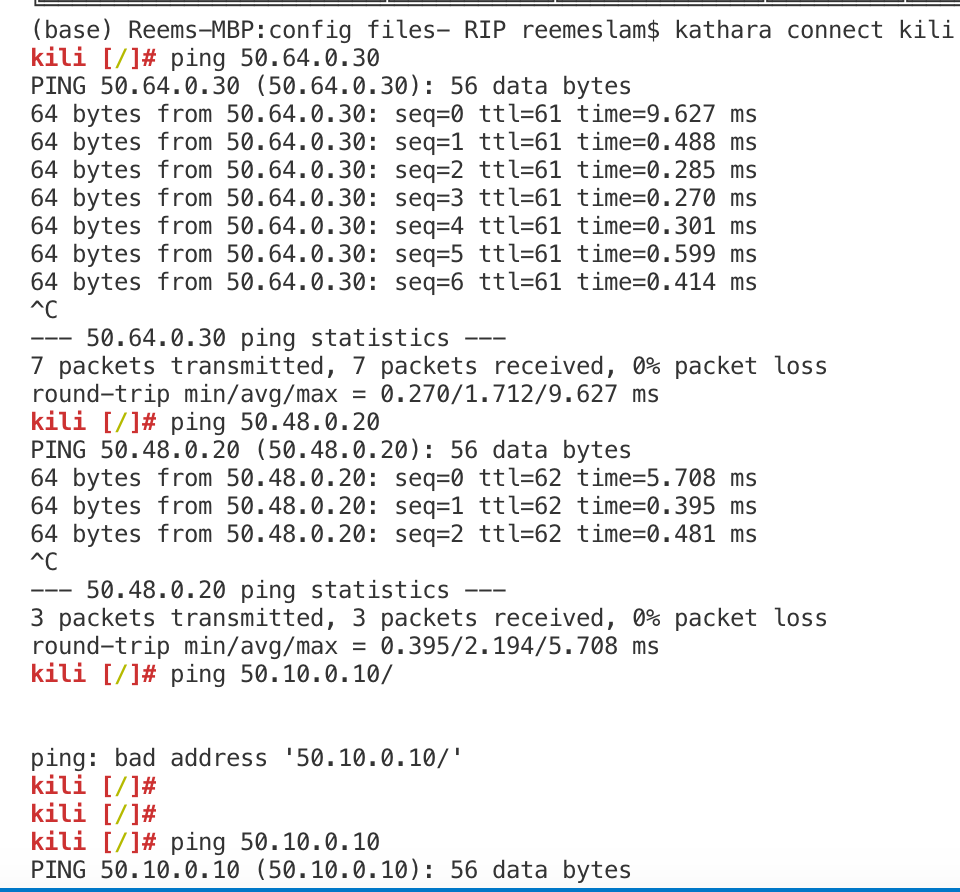 (base) Reems-MBP:config files- RIP reemeslam$ kathara connect kili
kili [/]# ping 50.64.0.30
PING 50.64.0.30 (50.64.0.30): 56 data bytes
64 bytes from 50.64.0.30: seq=0 ttl=61 time=9.627 ms
64 bytes from 50.64.0.30: seq=1 ttl=61 time=0.488 ms
64 bytes from 50.64.0.30: seq=2 ttl=61 time=0.285 ms
64 bytes from 50.64.0.30: seq=3 ttl=61 time=0.270 ms
64 bytes from 50.64.0.30: seq=4 ttl=61 time=0.301 ms
64 bytes from 50.64.0.30: seq=5 ttl=61 time=0.599 ms
64 bytes from 50.64.0.30: seq=6 ttl=61 time=0.414 ms
^C
--- 50.64.0.30 ping statistics ---
7 packets transmitted, 7 packets received, 0% packet loss
round-trip min/avg/max = 0.270/1.712/9.627 ms
kili [/]# ping 50.48.0.20
PING 50.48.0.20 (50.48.0.20): 56 data bytes
64 bytes from 50.48.0.20: seq=0 ttl=62 time=5.708 ms
64 bytes from 50.48.0.20: seq=1 ttl=62 time=0.395 ms
64 bytes from 50.48.0.20: seq=2 ttl=62 time=0.481 ms
^C
--- 50.48.0.20 ping statistics ---
3 packets transmitted, 3 packets received, 0% packet loss
round-trip min/avg/max = 0.395/2.194/5.708 ms
kili [/]# ping 50.10.0.10/
ping: bad address '50.10.0.10/'
kili [/]#
kili [/]#
kili [/]# ping 50.10.0.10
PING 50.10.0.10 (50.10.0.10): 56 data bytes